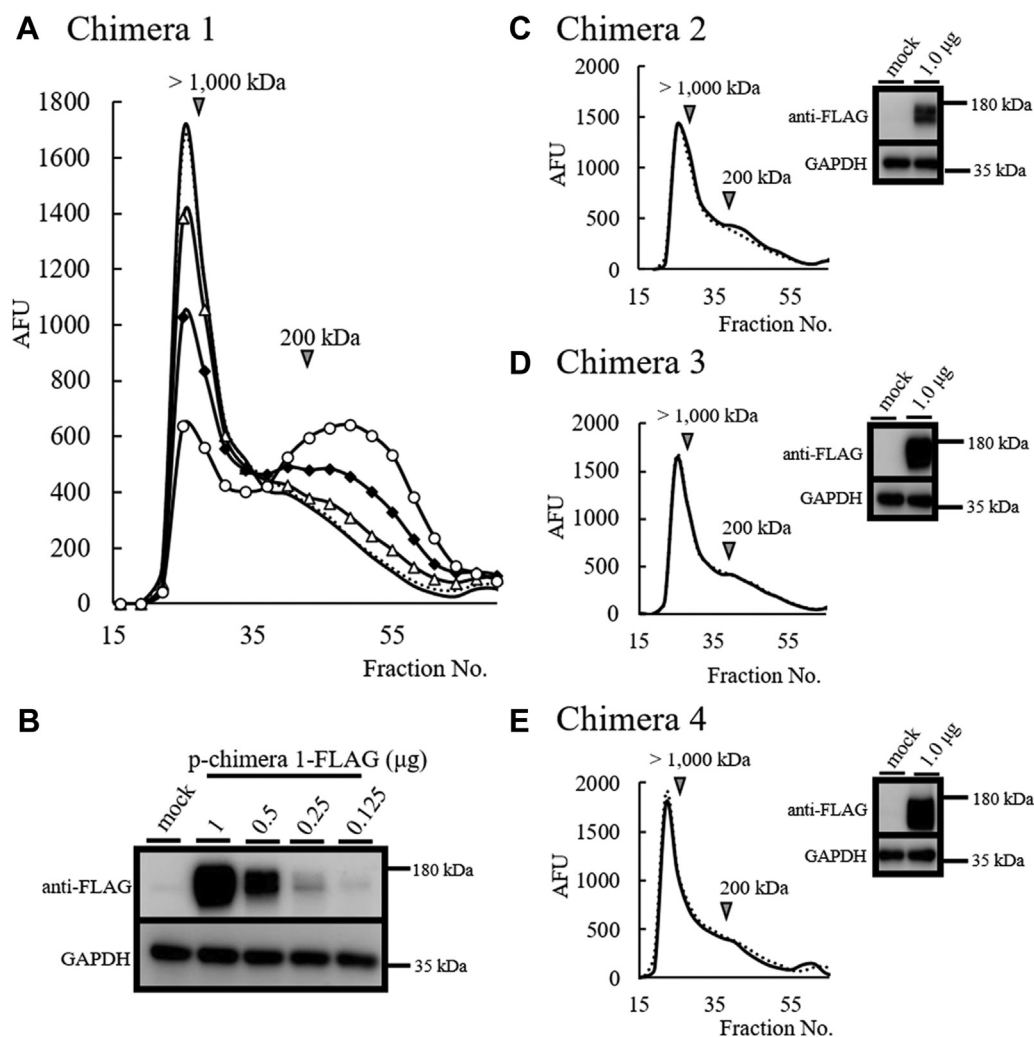 A Chimera 1
> 1,000 kDa
1800
1600
1400
1200
1000
800
600
400
200
0
AFU
200 kDa
15 35 55
Fraction No.
B
p-chimera 1-FLAG (μg)
mock 1 0.5 0.25 0.125
anti-FLAG
180 kDa
GAPDH
35 kDa
C Chimera 2
> 1,000 kDa
2000
1500
1000
500
0
AFU
200 kDa
15 35 55
Fraction No.
mock 1.0 μg
anti-FLAG
180 kDa
GAPDH
35 kDa
D Chimera 3
> 1,000 kDa
2000
1500
1000
500
0
AFU
200 kDa
15 35 55
Fraction No.
mock 1.0 μg
anti-FLAG
180 kDa
GAPDH
35 kDa
E Chimera 4
> 1,000 kDa
2000
1500
1000
500
0
AFU
200 kDa
15 35 55
Fraction No.
mock 1.0 μg
anti-FLAG
180 kDa
GAPDH
35 kDa